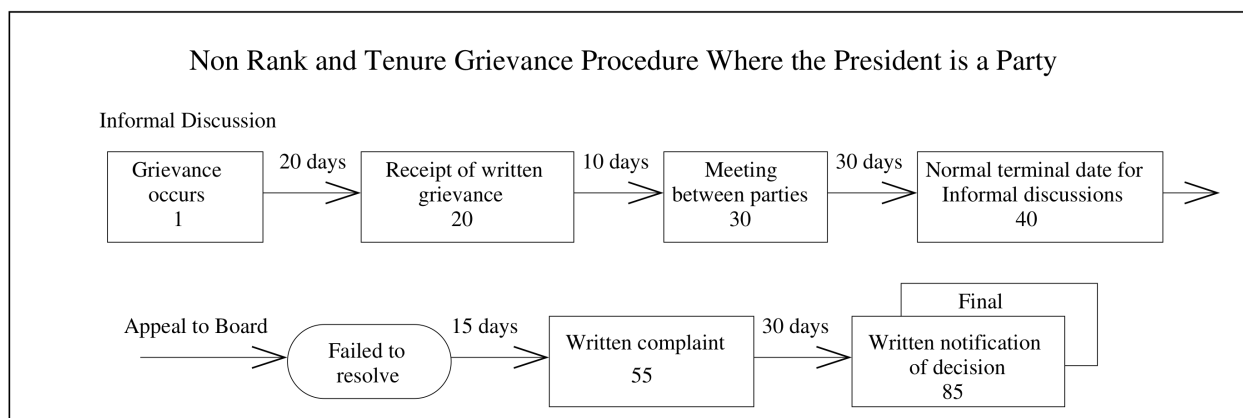 Non Rank and Tenure Grievance Procedure Where the President is a Party
Informal Discussion
Grievance
occurs
1
20 days
Receipt of written
grievance
20
10 days
Meeting
between parties
30
30 days
Normal terminal date for
Informal discussions
40
Appeal to Board
Failed to
resolve
15 days
Written complaint
55
30 days
Final
Written notification
of decision
85